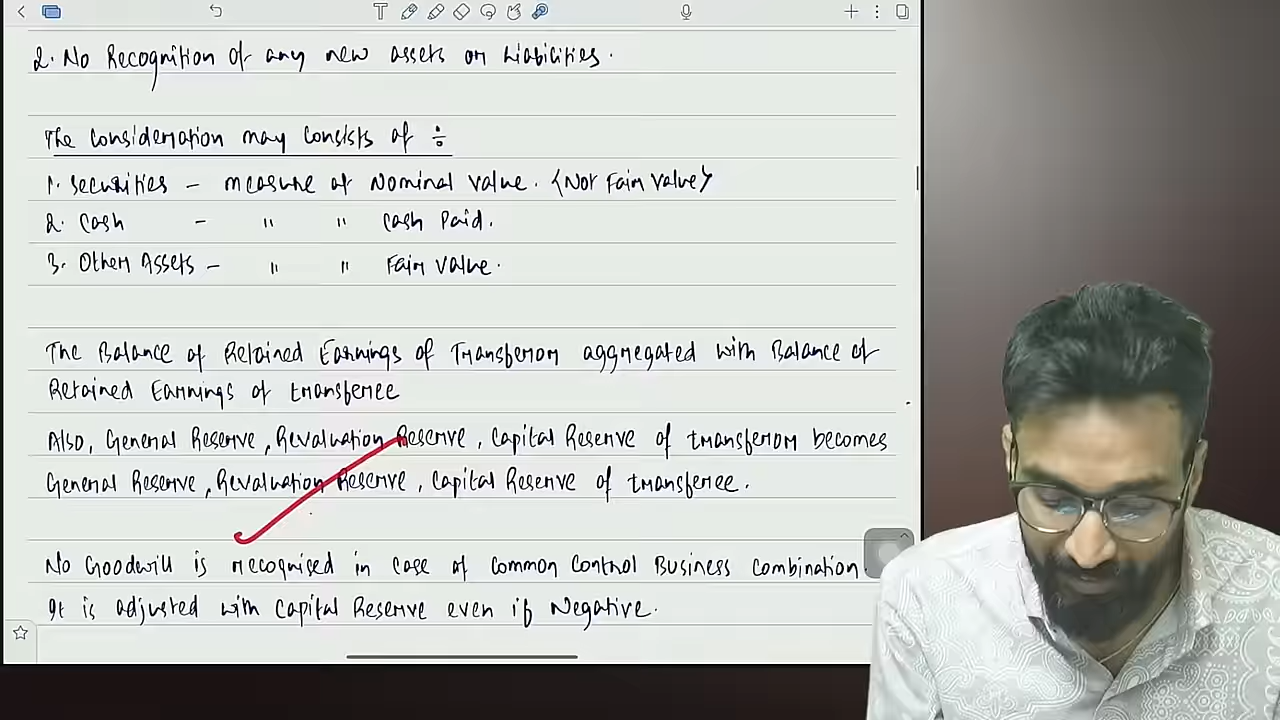 2. No Recognition of any new assets or Liabilities.
The Consideration may Consists of ÷
1. Securities - measure at Nominal Value. {Not Fair Value}
2. Cash - " " Cash Paid.
3. Other Assets - " " Fair Value.
The Balance of Retained Earnings of Transferor aggregated with Balance of
Retained Earnings of transferee
Also, General Reserve, Revaluation Reserve, Capital Reserve of transferor becomes
General Reserve, Revaluation Reserve, Capital Reserve of transferee.
No Goodwill is recognised in case of Common Control Business Combination.
It is adjusted with Capital Reserve even if Negative.